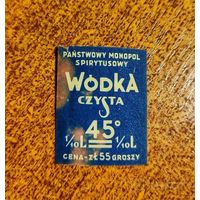 PAŃSTWOWY MONOPOL
SPIRYTUSOWY
WÓDKA
CZYSTA
45°
1/10 L 1/10 L
CENA-ZŁ 55 GROSZY